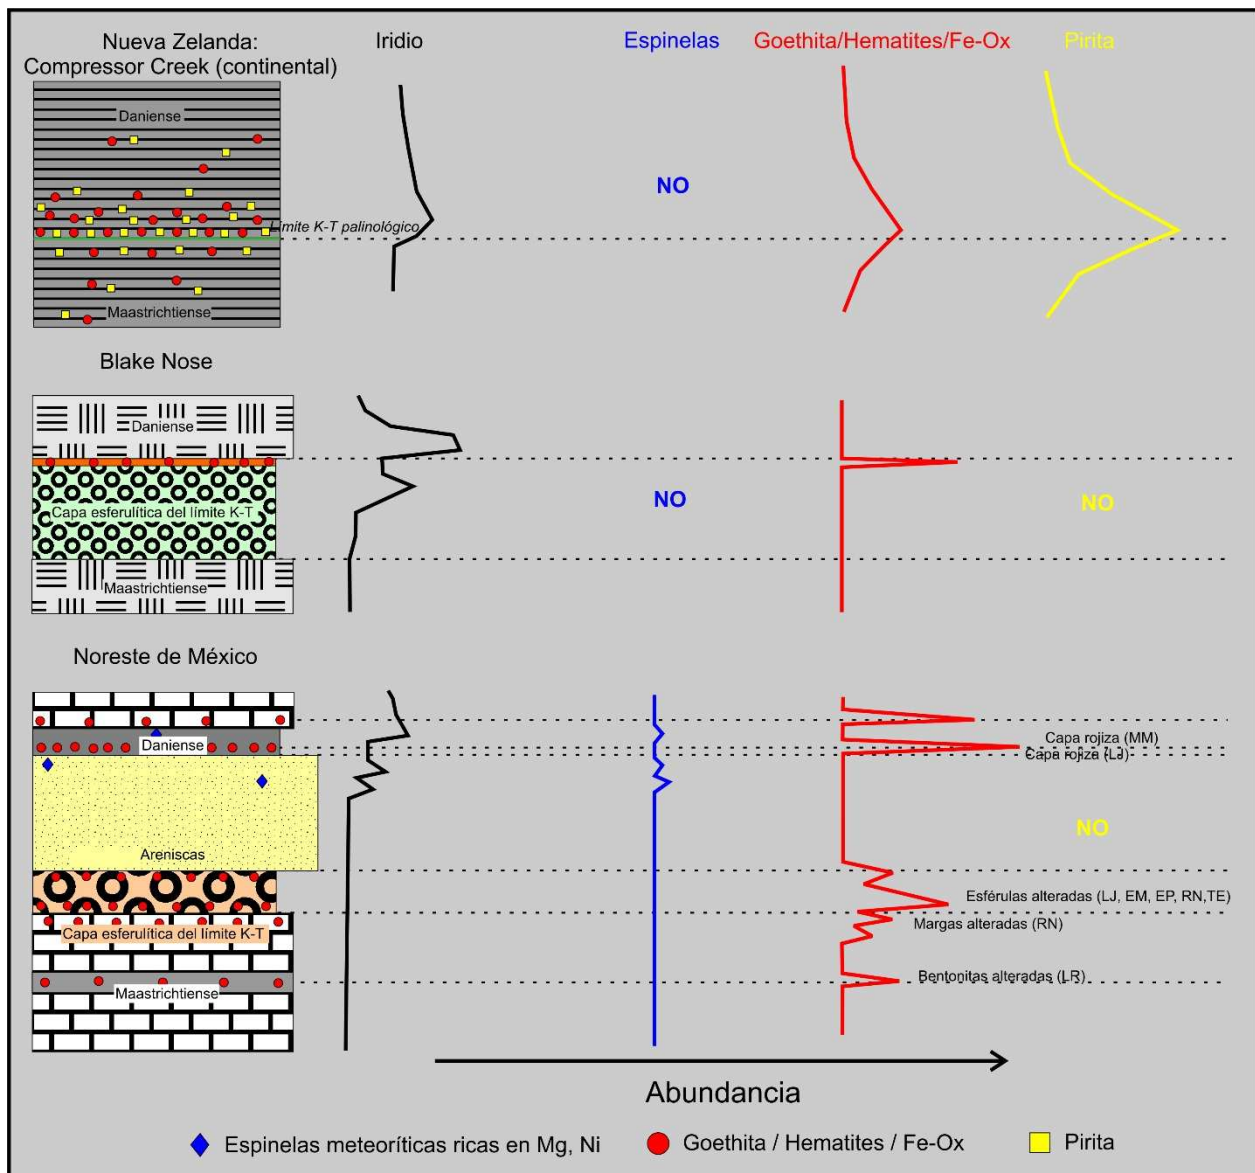 Nueva Zelanda:
Compressor Creek (continental)
Iridio
Espinelas
Goethita/Hematites/Fe-Ox
Pirita
Daniense
NO
Límite K-T palinológico
Maastrichtiense
Blake Nose
Daniense
Capa esferulítica del límite K-T
NO
NO
Maastrichtiense
Noreste de México
Daniense
Capa rojiza (MM)
Capa rojiza (LJ)
NO
Areniscas
Esférulas alteradas (LJ, EM, EP, RN,TE)
Capa esferulítica del límite K-T
Margas alteradas (RN)
Maastrichtiense
Bentonitas alteradas (LR)
Abundancia
Espinelas meteoríticas ricas en Mg, Ni
Goethita / Hematites / Fe-Ox
Pirita